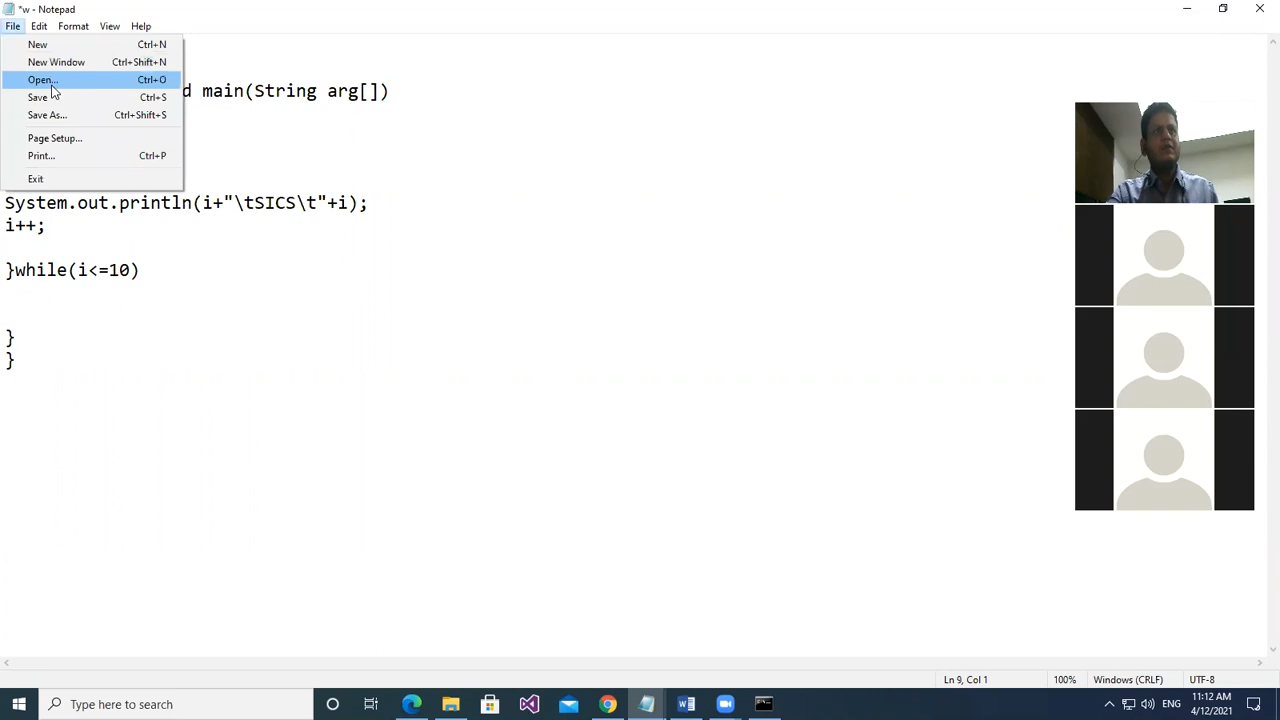 *w - Notepad
File Edit Format View Help
New Ctrl+N
New Window Ctrl+Shift+N
Open... Ctrl+O
d main(String arg[])
Save Ctrl+S
Save As... Ctrl+Shift+S
Page Setup...
Print... Ctrl+P
Exit
System.out.println(i+"\tSICS\t"+i);
i++;
}while(i<=10)
}
}
Ln 9, Col 1 100% Windows (CRLF) UTF-8
Type here to search
ENG
11:12 AM
4/12/2021